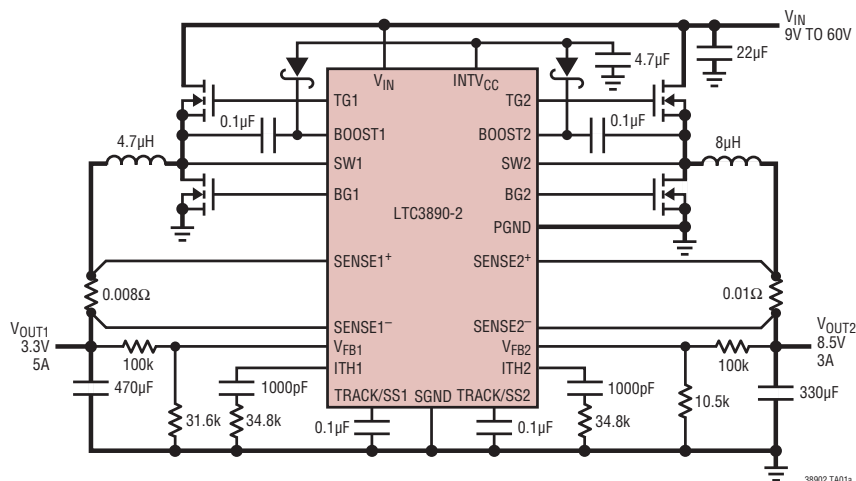 V_IN
9V TO 60V
22µF
4.7µF
V_IN INTV_CC
TG1 TG2
0.1µF BOOST1 BOOST2 0.1µF
4.7µH 8µH
SW1 SW2
BG1 BG2
LTC3890-2
PGND
SENSE1+ SENSE2+
0.008Ω 0.01Ω
SENSE1– SENSE2–
V_OUT1
3.3V
5A
V_OUT2
8.5V
3A
V_FB1 V_FB2
100k 100k
ITH1 ITH2
470µF 1000pF 1000pF 330µF
TRACK/SS1 SGND TRACK/SS2
31.6k 34.8k 0.1µF 0.1µF 34.8k 10.5k
38902 TA01a